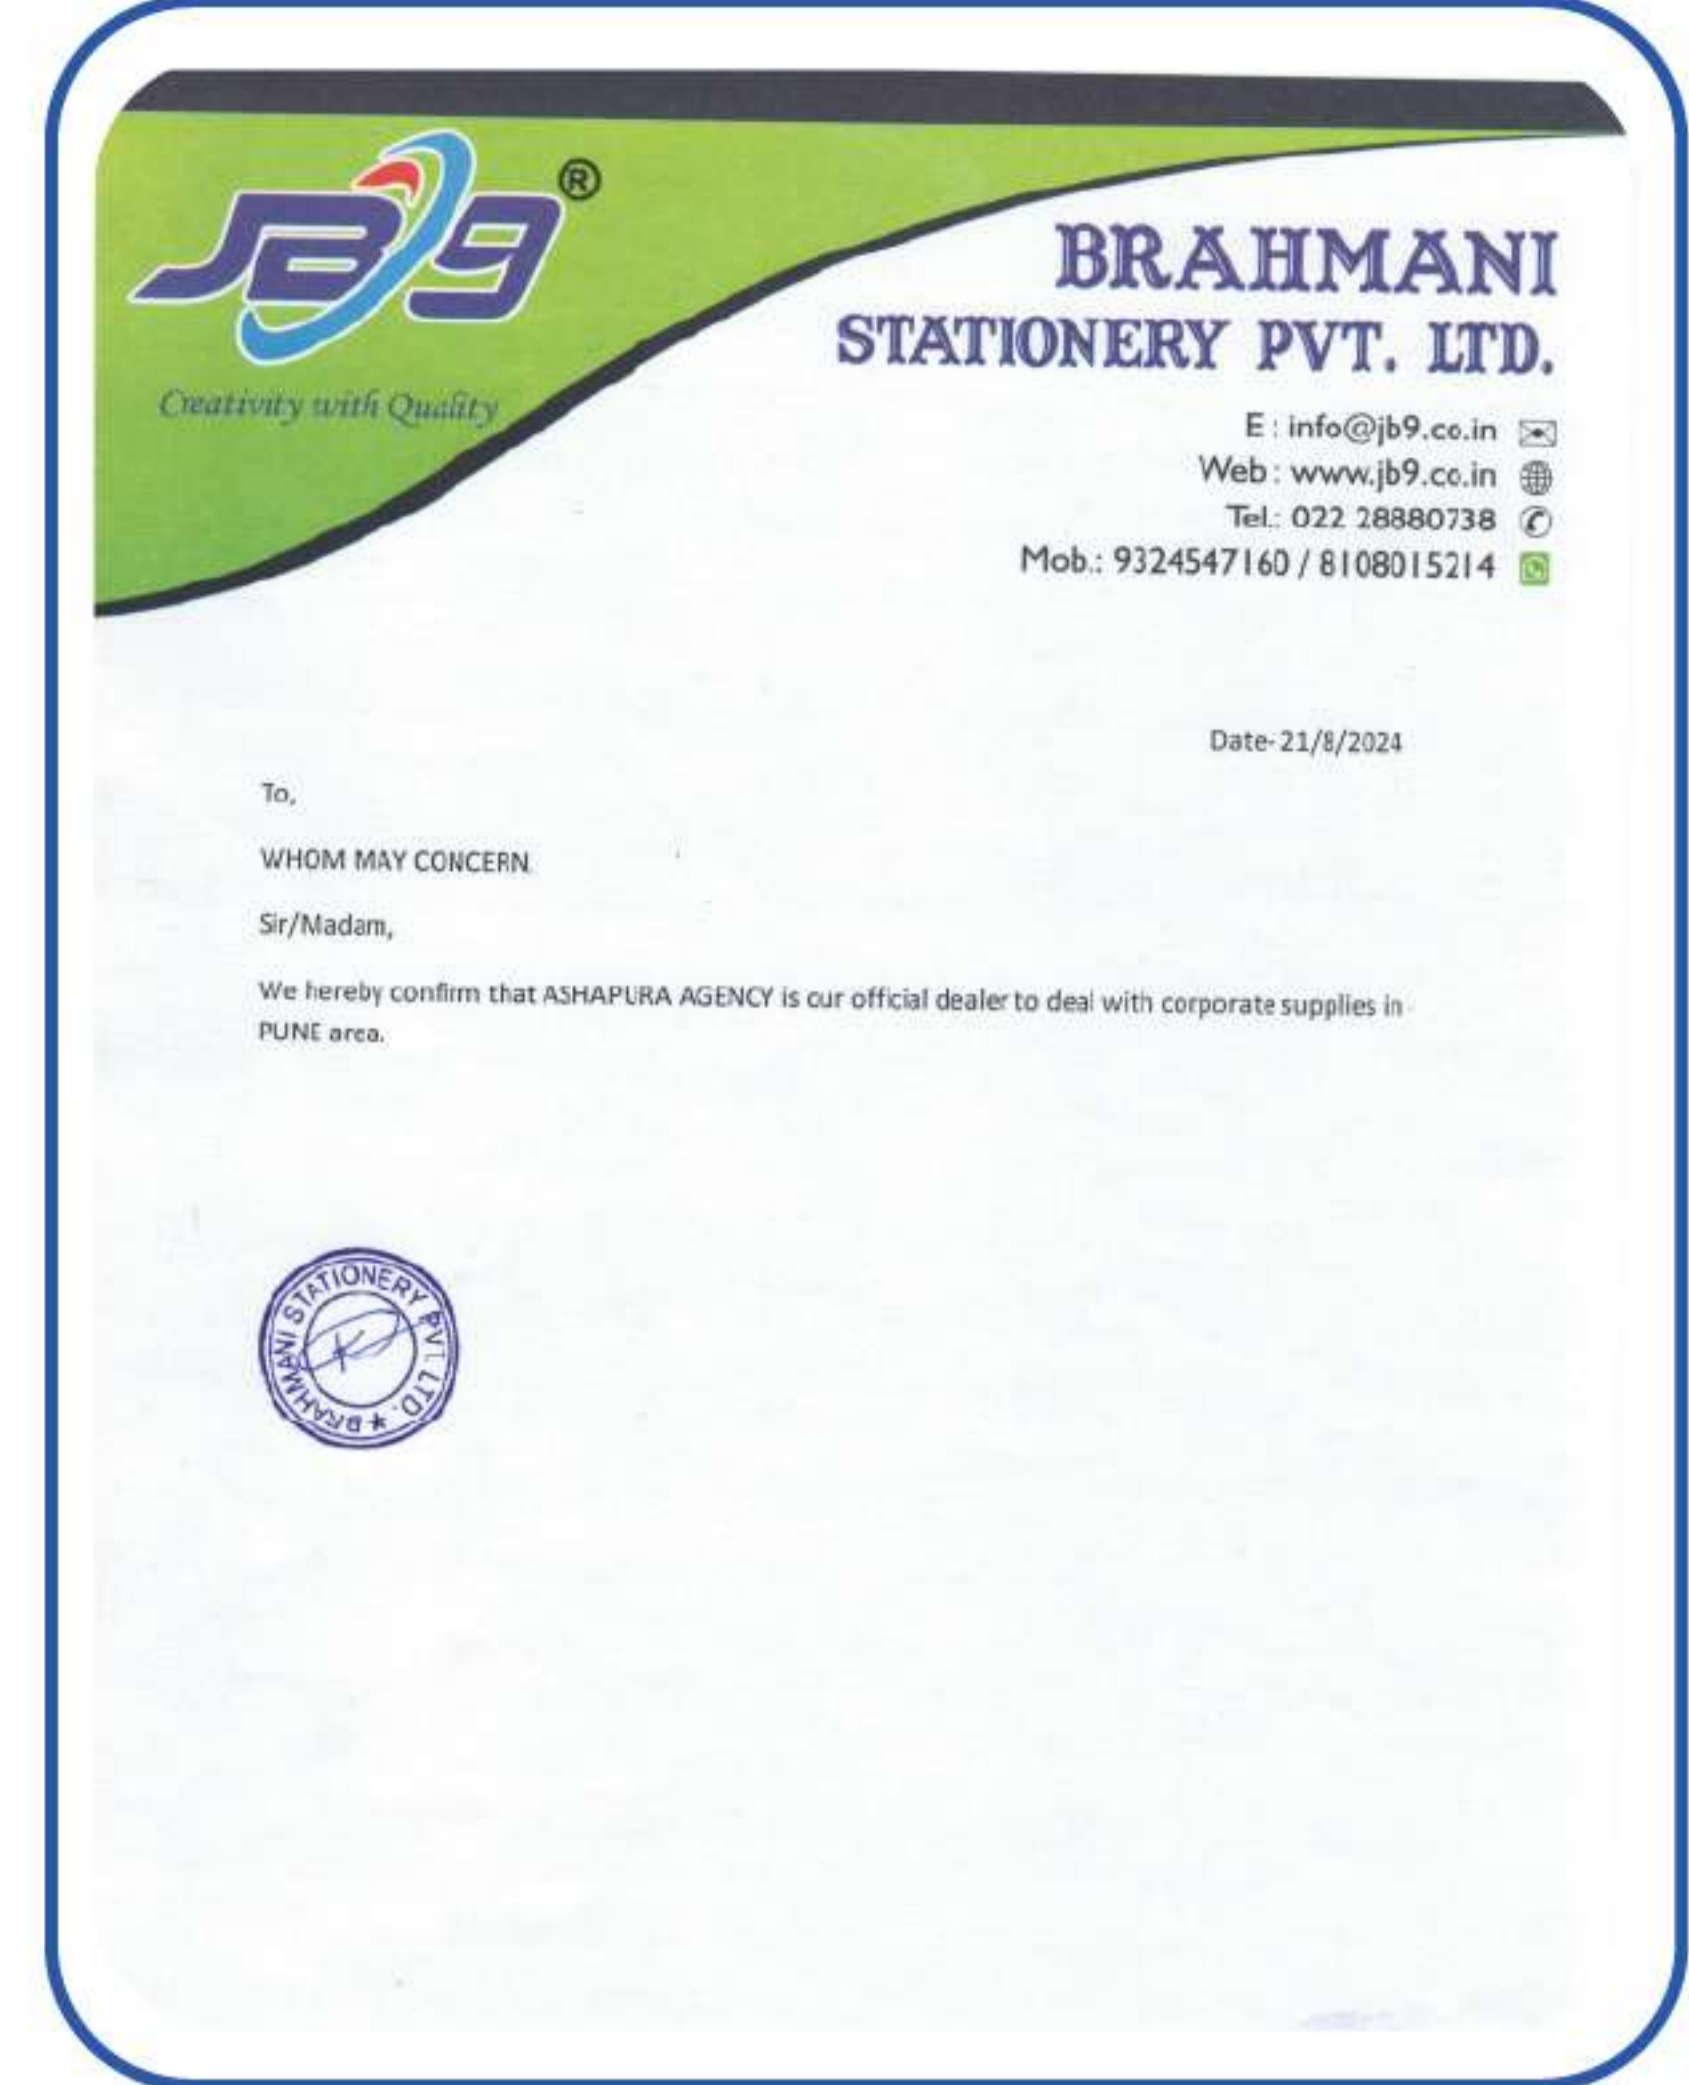 JB9®
Creativity with Quality
BRAHMANI
STATIONERY PVT. LTD.
E : info@jb9.co.in
Web : www.jb9.co.in
Tel.: 022 28880738
Mob.: 9324547160 / 8108015214
Date- 21/8/2024
To,
WHOM MAY CONCERN
Sir/Madam,
We hereby confirm that ASHAPURA AGENCY is our official dealer to deal with corporate supplies in
PUNE area.
BRAHMANI STATIONERY PVT. LTD. *